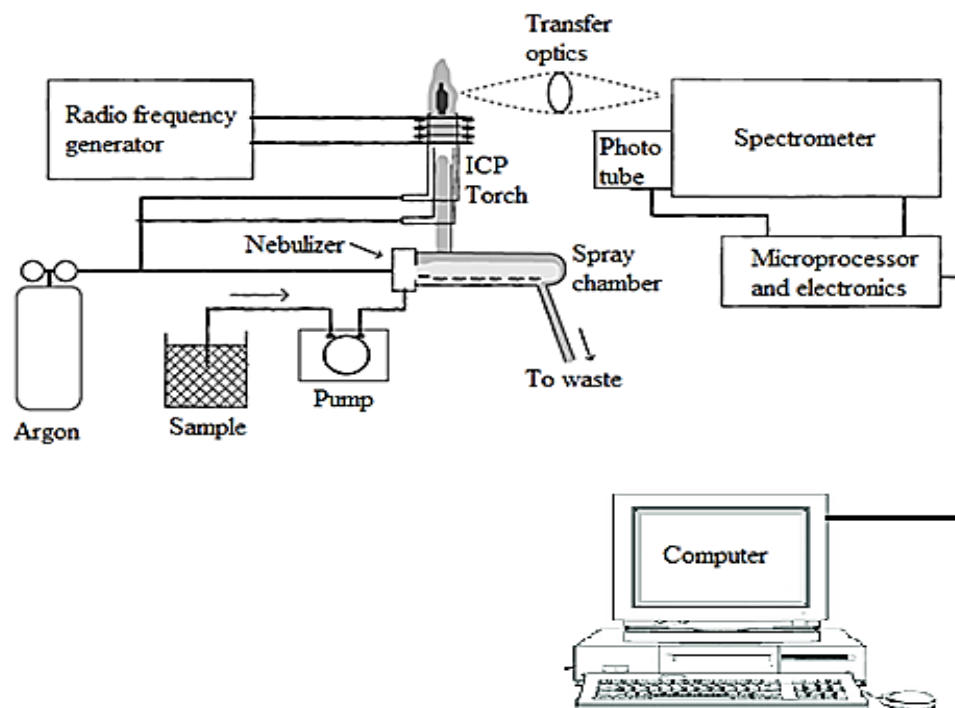 Transfer
optics
Radio frequency
generator
Spectrometer
Photo
tube
ICP
Torch
Nebulizer
Spray
chamber
Microprocessor
and electronics
To waste
Pump
Sample
Argon
Computer